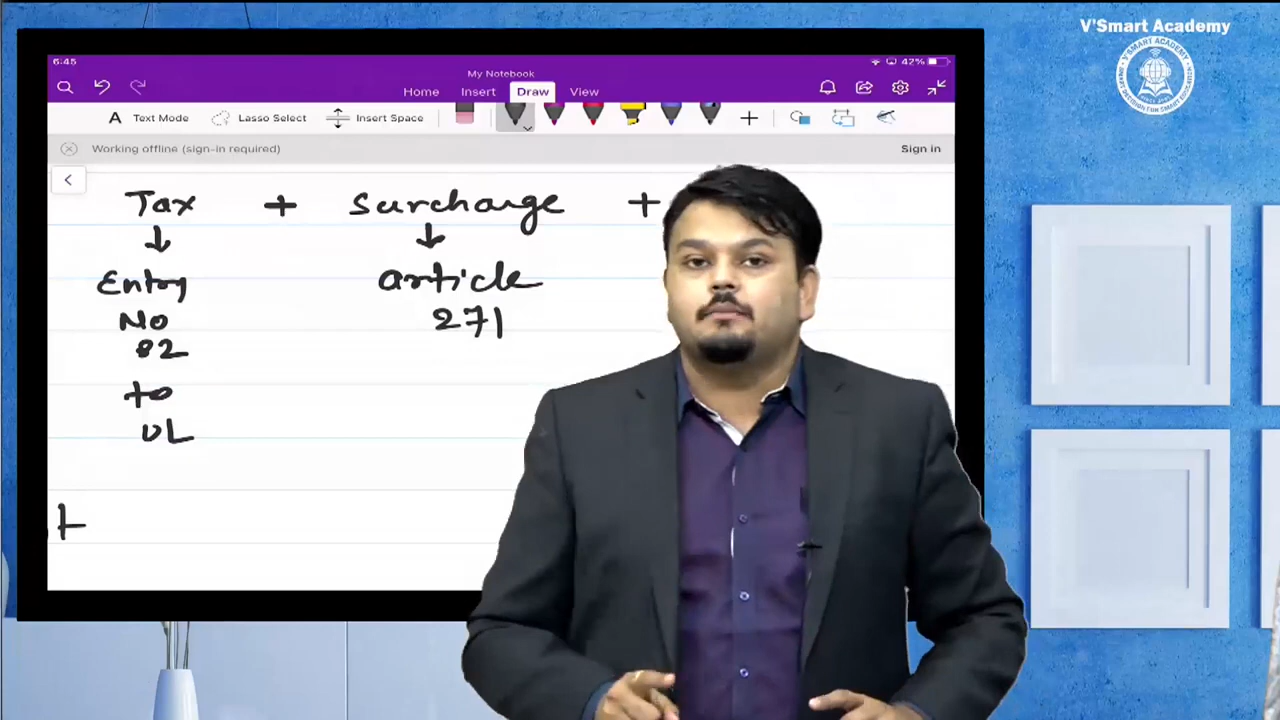 V'Smart Academy
6:45
42%
My Notebook
Home Insert Draw View
A Text Mode Lasso Select Insert Space
Working offline (sign-in required) Sign in
Tax + Surcharge +
↓ ↓
Entry article
No 271
82
to
UL